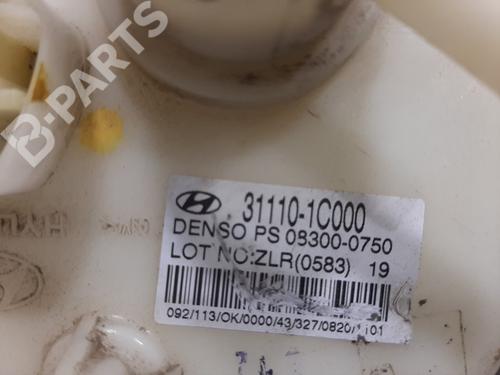 B-PARTS
31110-1C000
DENSO PS 08300-0750
LOT NO:ZLR(0583) 19
092/113/OK/0000/43/327/0820/1101